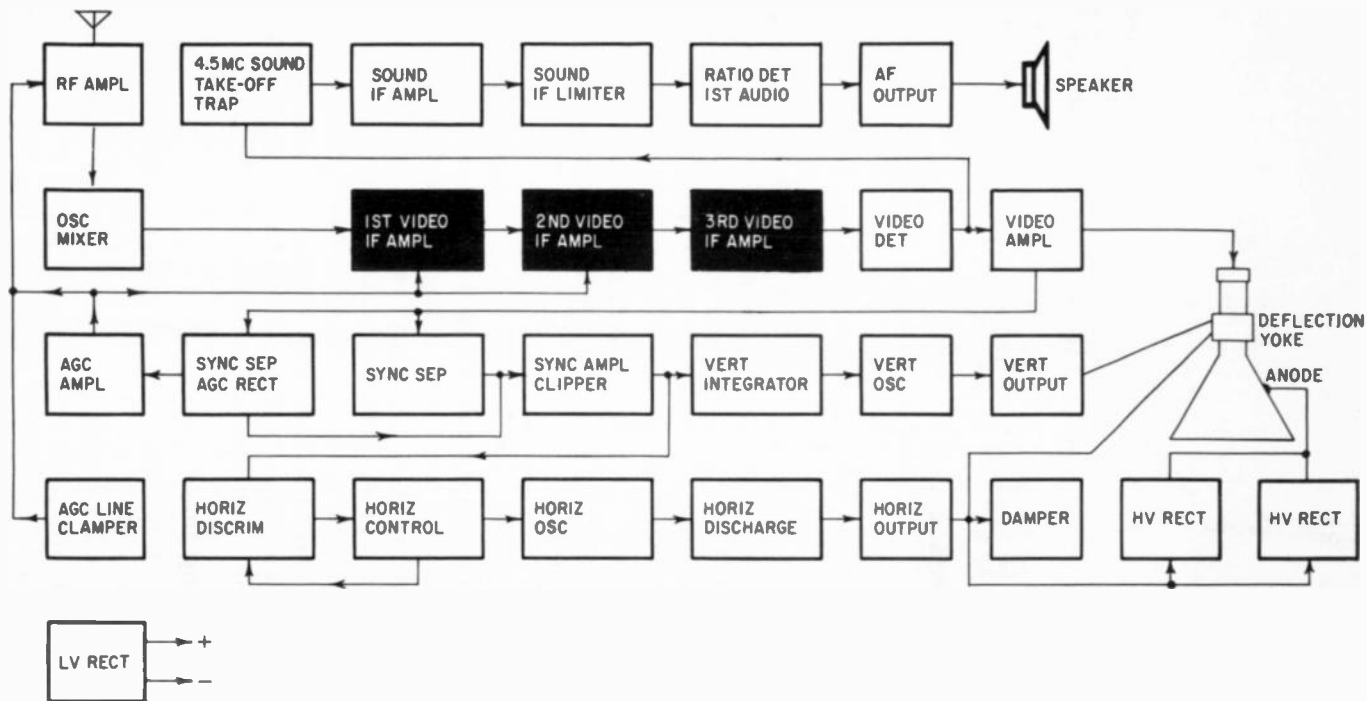 RF AMPL
4.5MC SOUND
TAKE-OFF
TRAP
SOUND
IF AMPL
SOUND
IF LIMITER
RATIO DET
1ST AUDIO
AF
OUTPUT
SPEAKER
OSC
MIXER
1ST VIDEO
IF AMPL
2ND VIDEO
IF AMPL
3RD VIDEO
IF AMPL
VIDEO
DET
VIDEO
AMPL
DEFLECTION
YOKE
ANODE
AGC
AMPL
SYNC SEP
AGC RECT
SYNC SEP
SYNC AMPL
CLIPPER
VERT
INTEGRATOR
VERT
OSC
VERT
OUTPUT
AGC LINE
CLAMPER
HORIZ
DISCRIM
HORIZ
CONTROL
HORIZ
OSC
HORIZ
DISCHARGE
HORIZ
OUTPUT
DAMPER
HV RECT
HV RECT
LV RECT
+
-